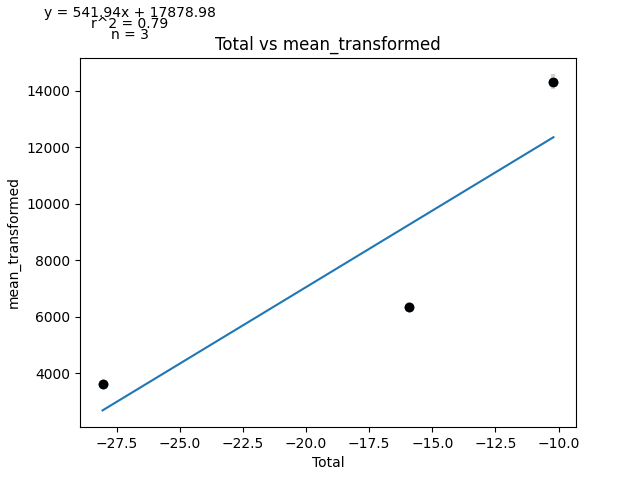 y = 541.94x + 17878.98
r^2 = 0.79
n = 3
Total vs mean_transformed
14000
12000
10000
8000
6000
4000
mean_transformed
−27.5 −25.0 −22.5 −20.0 −17.5 −15.0 −12.5 −10.0
Total